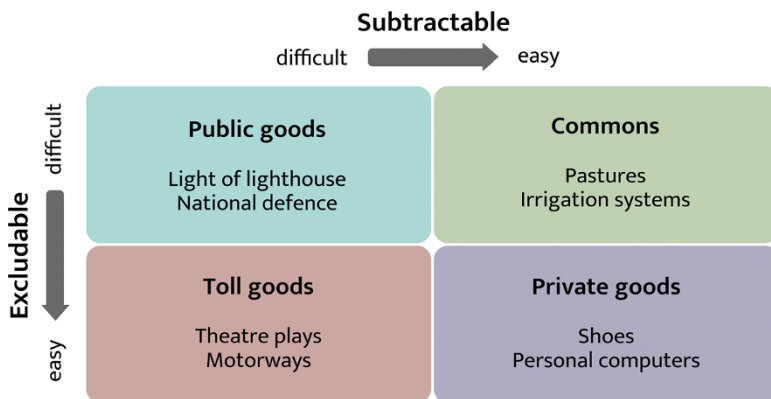 Subtractable
difficult easy
Excludable
difficult
easy
Public goods
Light of lighthouse
National defence
Commons
Pastures
Irrigation systems
Toll goods
Theatre plays
Motorways
Private goods
Shoes
Personal computers